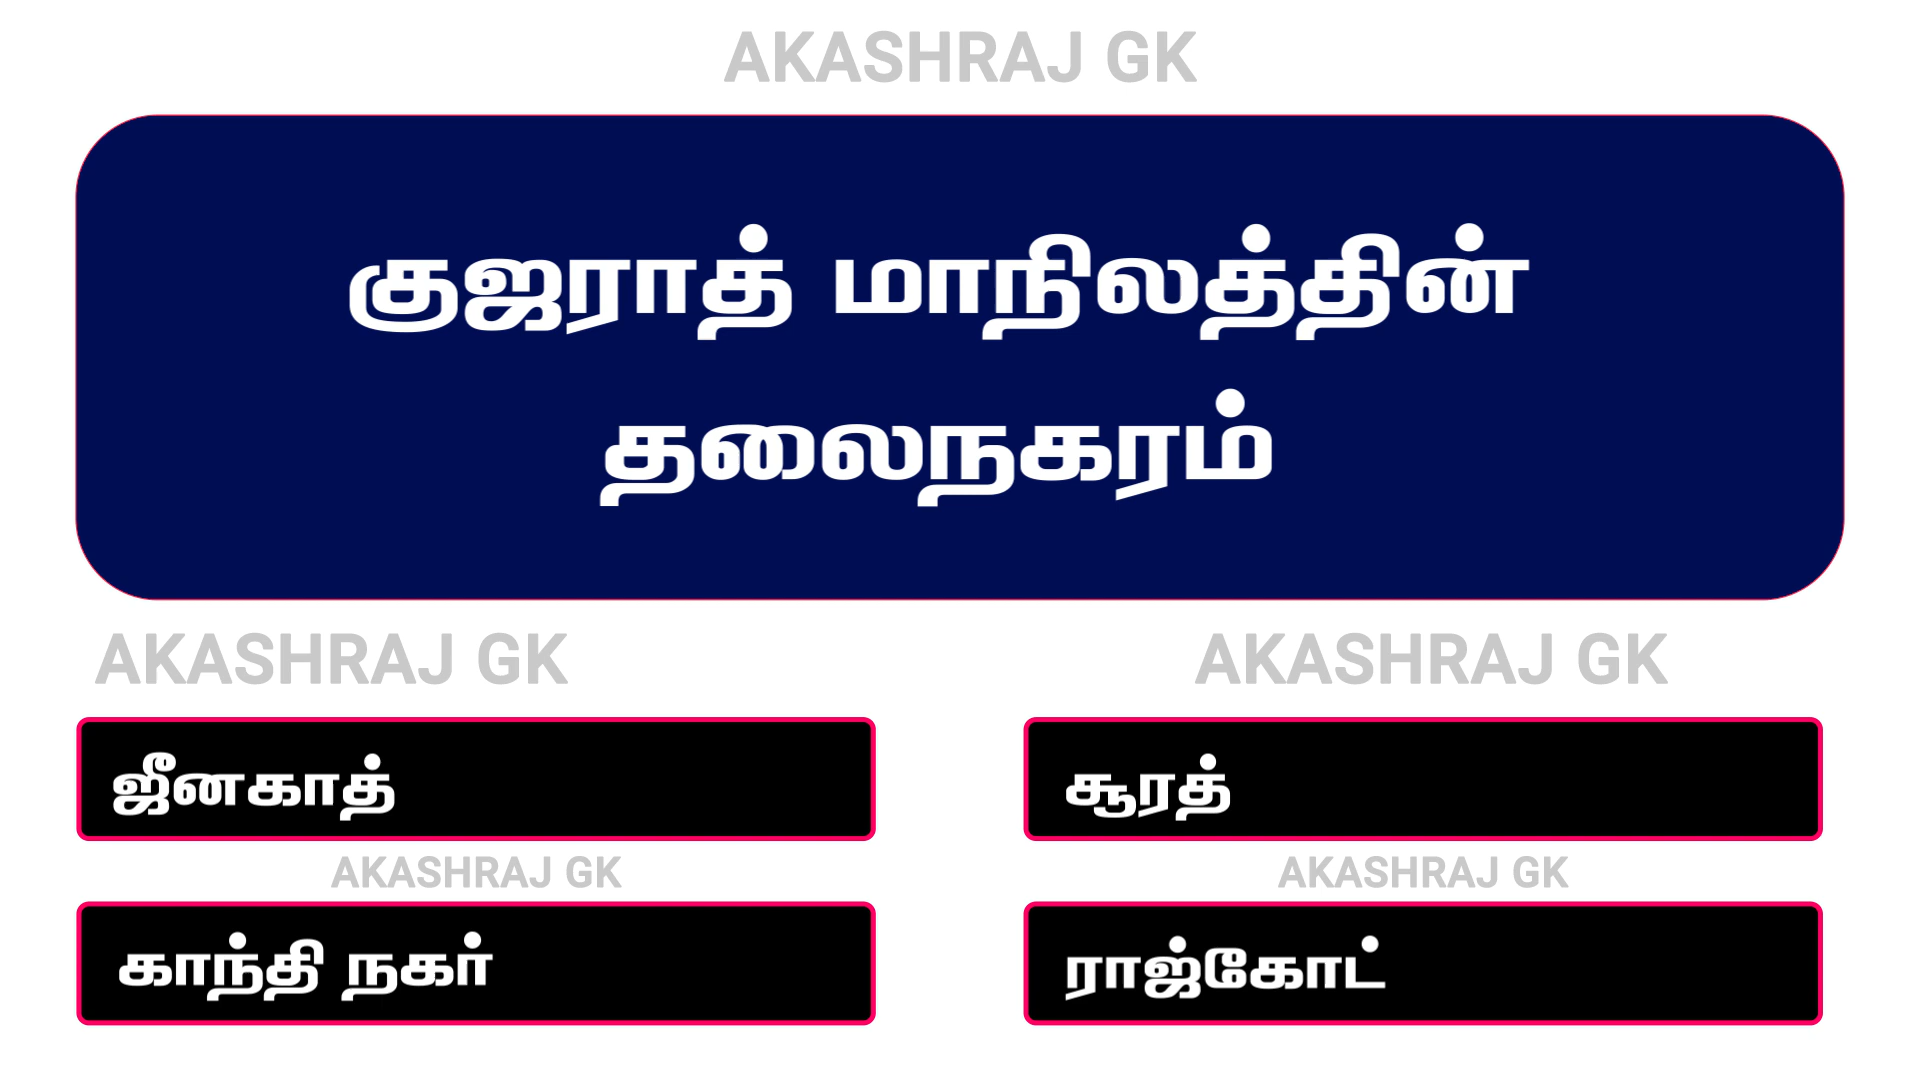 AKASHRAJ GK
குஜராத் மாநிலத்தின்
தலைநகரம்
AKASHRAJ GK
AKASHRAJ GK
ஜீனகாத்
சூரத்
AKASHRAJ GK
AKASHRAJ GK
காந்தி நகர்
ராஜ்கோட்